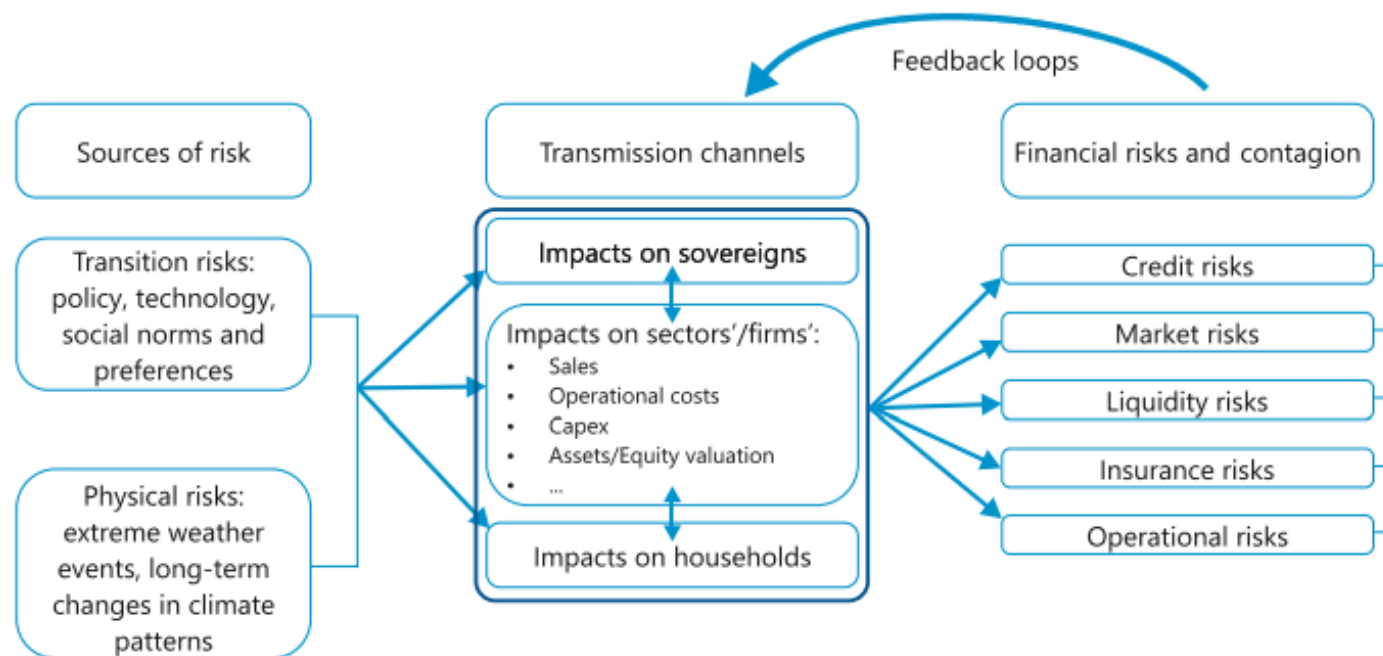 Feedback loops
Sources of risk
Transmission channels
Financial risks and contagion
Transition risks:
policy, technology,
social norms and
preferences
Physical risks:
extreme weather
events, long-term
changes in climate
patterns
Impacts on sovereigns
Impacts on sectors’/firms’:
• Sales
• Operational costs
• Capex
• Assets/Equity valuation
• ...
Impacts on households
Credit risks
Market risks
Liquidity risks
Insurance risks
Operational risks